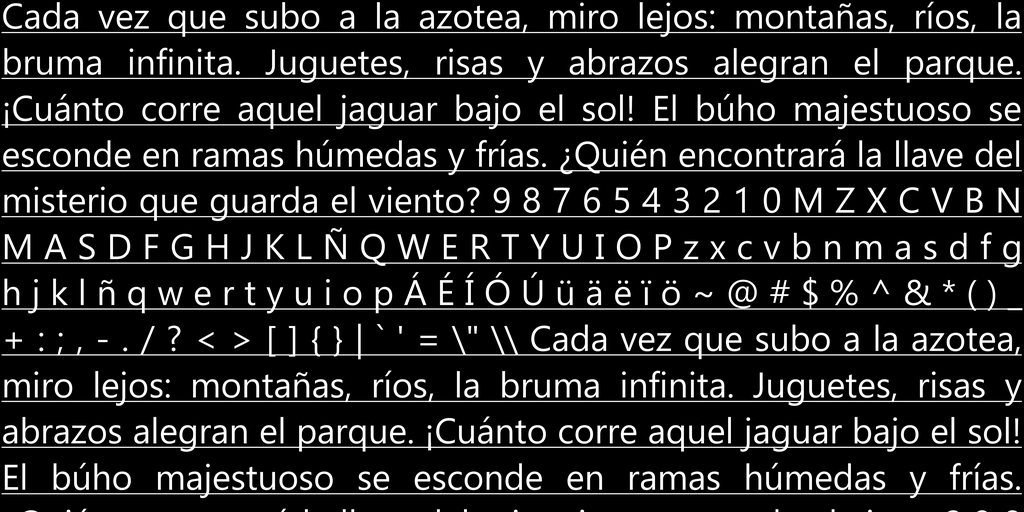 Cada vez que subo a la azotea, miro lejos: montañas, ríos, la
bruma infinita. Juguetes, risas y abrazos alegran el parque.
¡Cuánto corre aquel jaguar bajo el sol! El búho majestuoso se
esconde en ramas húmedas y frías. ¿Quién encontrará la llave del
misterio que guarda el viento? 9 8 7 6 5 4 3 2 1 0 M Z X C V B N
M A S D F G H J K L Ñ Q W E R T Y U I O P z x c v b n m a s d f g
h j k l ñ q w e r t y u i o p Á É Í Ó Ú ü ä ë ï ö ~ @ # $ % ^ & * ( ) _
+ : ; , - . / ? < > [ ] { } | ` ' = \" \\ Cada vez que subo a la azotea,
miro lejos: montañas, ríos, la bruma infinita. Juguetes, risas y
abrazos alegran el parque. ¡Cuánto corre aquel jaguar bajo el sol!
El búho majestuoso se esconde en ramas húmedas y frías.